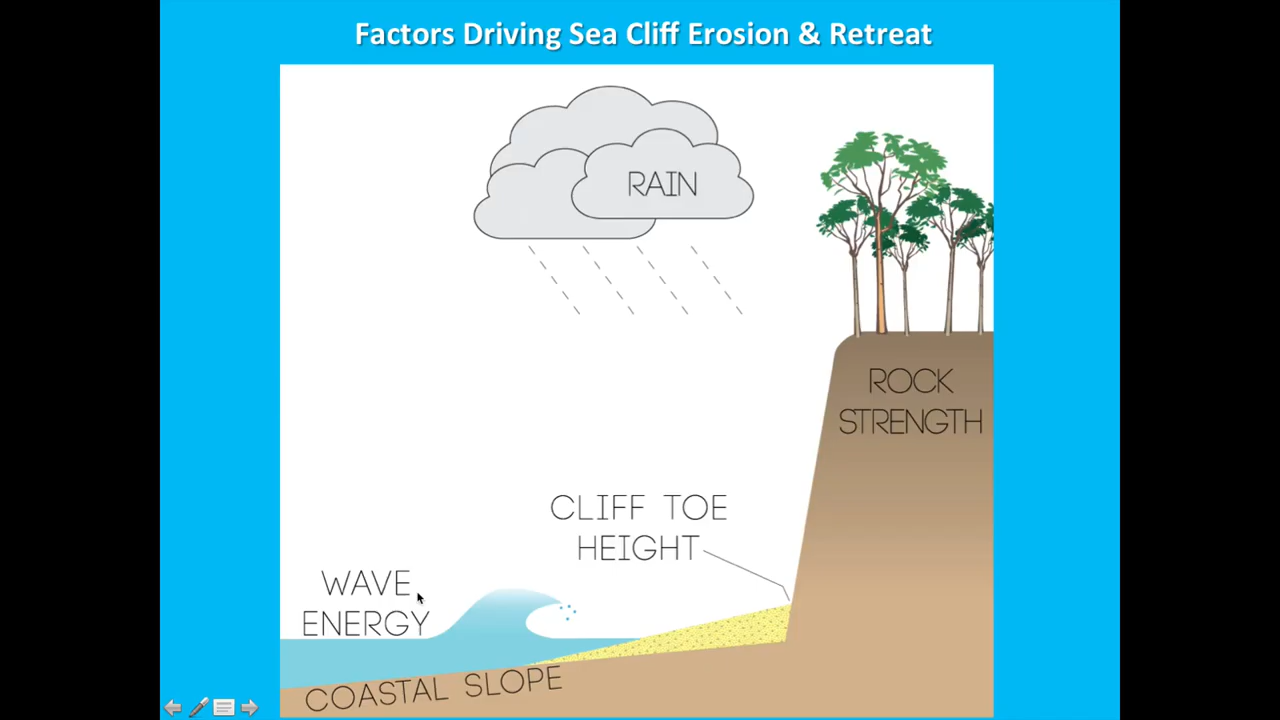 Factors Driving Sea Cliff Erosion & Retreat
RAIN
ROCK
STRENGTH
CLIFF TOE
HEIGHT
WAVE
ENERGY
COASTAL SLOPE